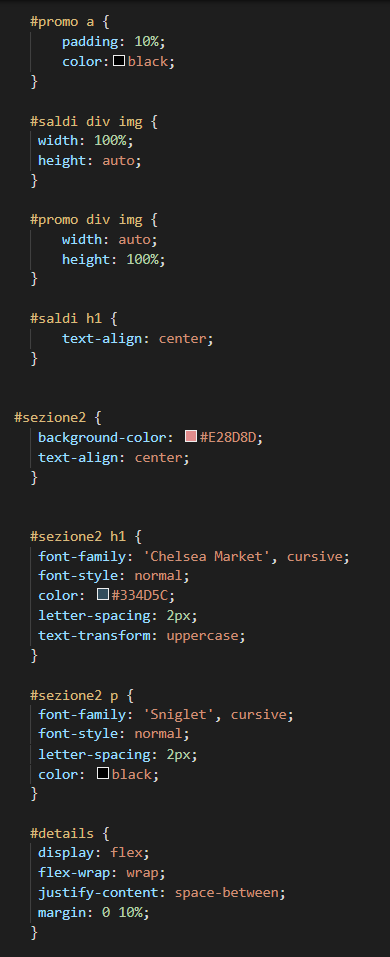 #promo a {
padding: 10%;
color: black;
}
#saldi div img {
width: 100%;
height: auto;
}
#promo div img {
width: auto;
height: 100%;
}
#saldi h1 {
text-align: center;
}
#sezione2 {
background-color: #E28D8D;
text-align: center;
}
#sezione2 h1 {
font-family: 'Chelsea Market', cursive;
font-style: normal;
color: #334D5C;
letter-spacing: 2px;
text-transform: uppercase;
}
#sezione2 p {
font-family: 'Sniglet', cursive;
font-style: normal;
letter-spacing: 2px;
color: black;
}
#details {
display: flex;
flex-wrap: wrap;
justify-content: space-between;
margin: 0 10%;
}